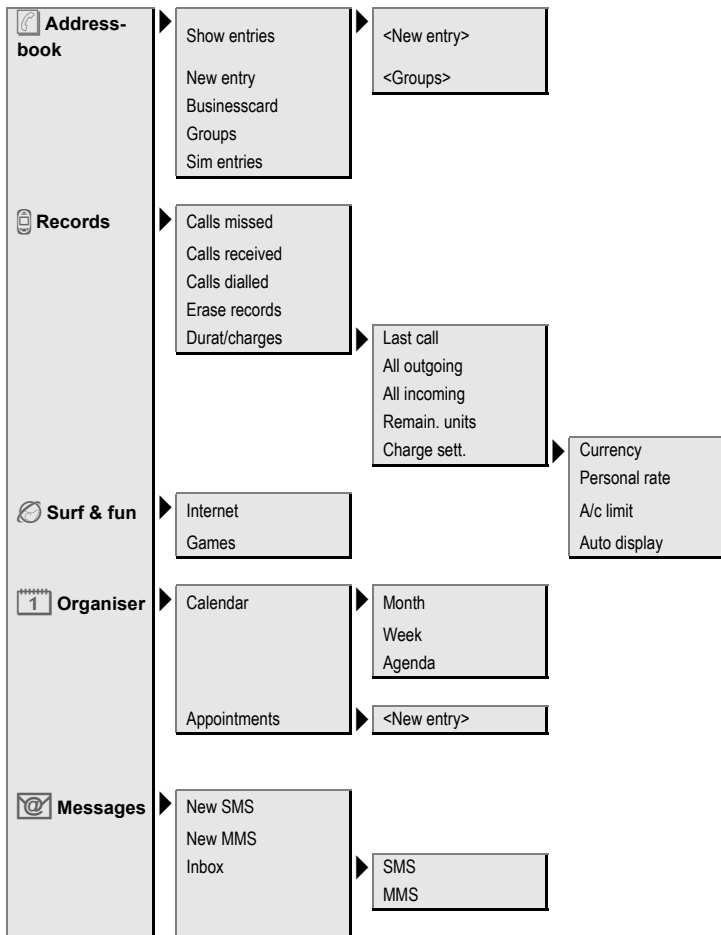 Address-
book
Show entries
<New entry>
New entry
<Groups>
Businesscard
Groups
Sim entries
Records
Calls missed
Calls received
Calls dialled
Erase records
Durat/charges
Last call
All outgoing
All incoming
Remain. units
Charge sett.
Currency
Personal rate
A/c limit
Auto display
Surf & fun
Internet
Games
1
Organiser
Calendar
Month
Week
Agenda
Appointments
<New entry>
@
Messages
New SMS
New MMS
Inbox
SMS
MMS